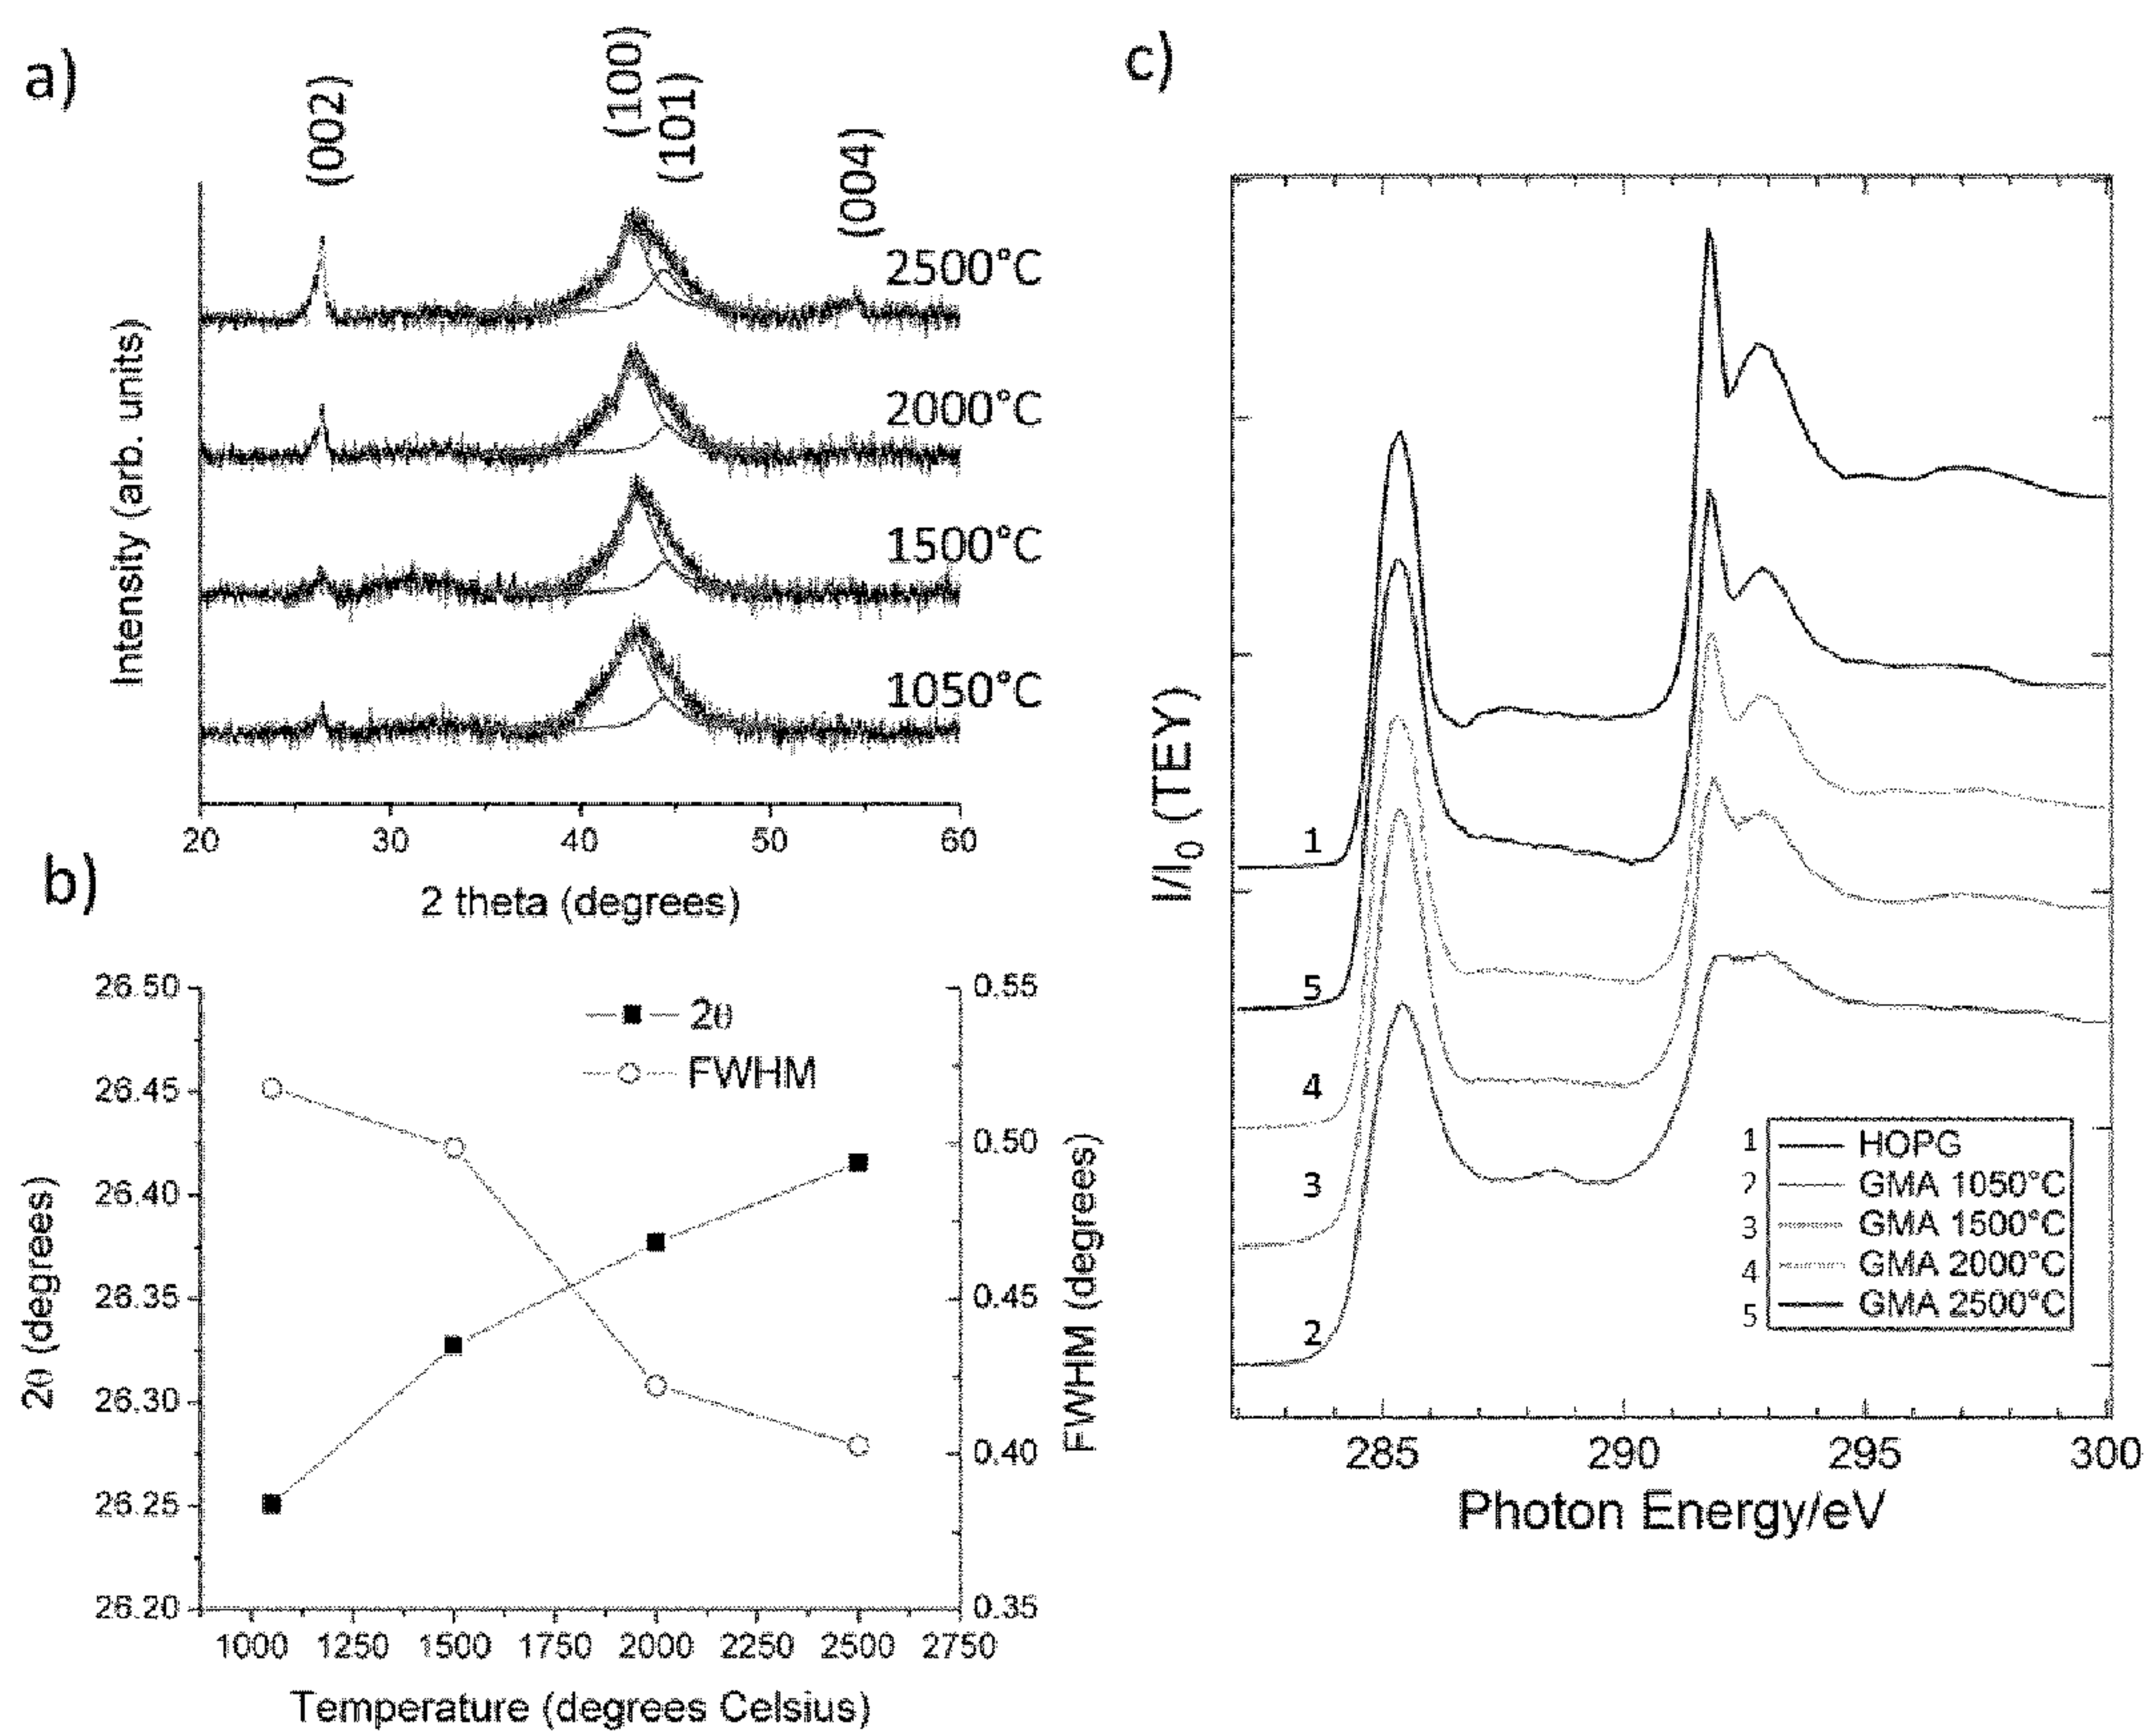 a)
(002)
(100)
(101)
(004)
2500°C
2000°C
1500°C
1050°C
Intensity (arb. units)
20 30 40 50 60
2 theta (degrees)
b)
26.50
26.45
26.40
26.35
26.30
26.25
26.20
2θ (degrees)
2θ
FWHM
0.55
0.50
0.45
0.40
0.35
FWHM (degrees)
1000 1250 1500 1750 2000 2250 2500 2750
Temperature (degrees Celsius)
c)
I/I0 (TEY)
1
5
4
3
2
1 HOPG
2 GMA 1050°C
3 GMA 1500°C
4 GMA 2000°C
5 GMA 2500°C
285 290 295 300
Photon Energy/eV